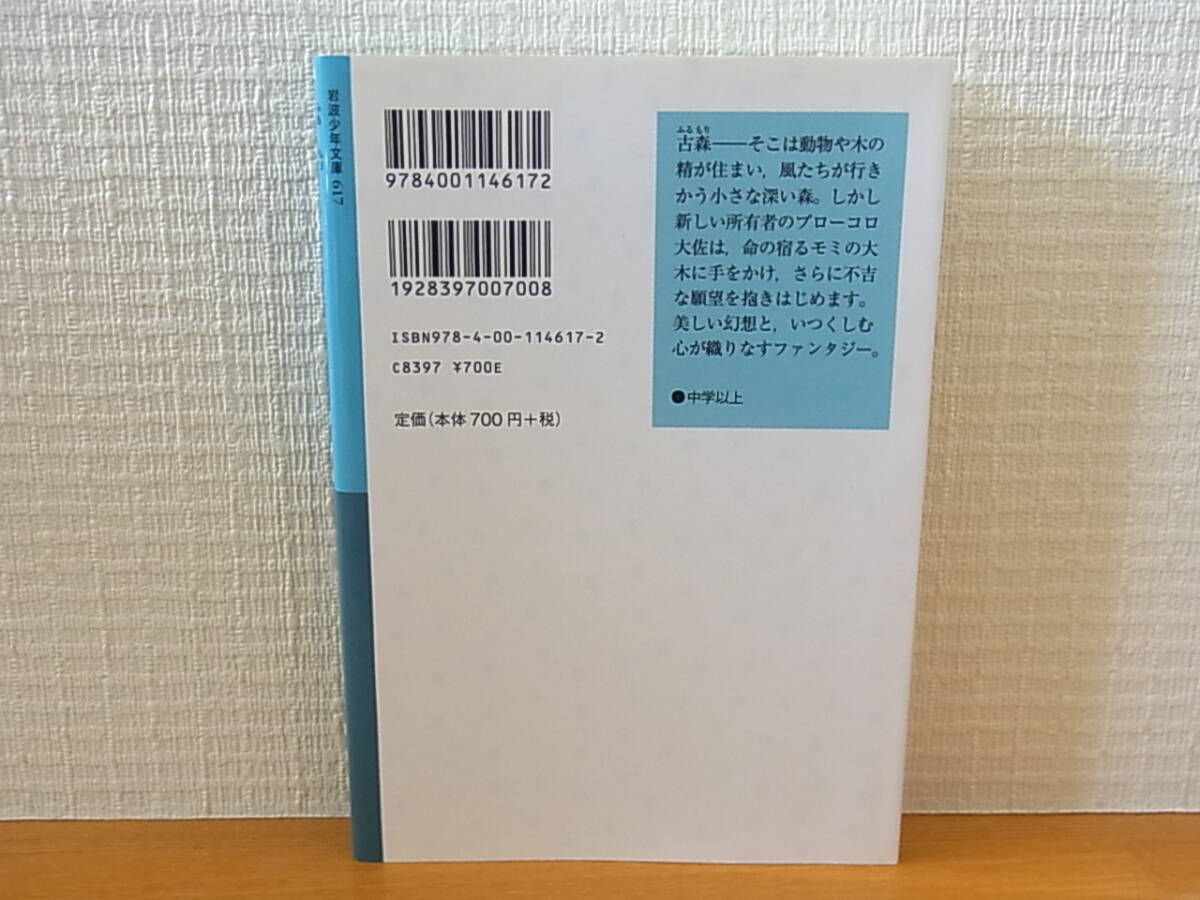 岩波少年文庫 617
9784001146172
1928397007008
ISBN978-4-00-114617-2
C8397 ¥700E
定価(本体700円+税)
ふるもり
古森——そこは動物や木の
精が住まい,風たちが行き
かう小さな深い森。しかし
新しい所有者のプローコロ
大佐は,命の宿るモミの大
木に手をかけ,さらに不吉
な願望を抱きはじめます。
美しい幻想と,いつくしむ
心が織りなすファンタジー。
●中学以上